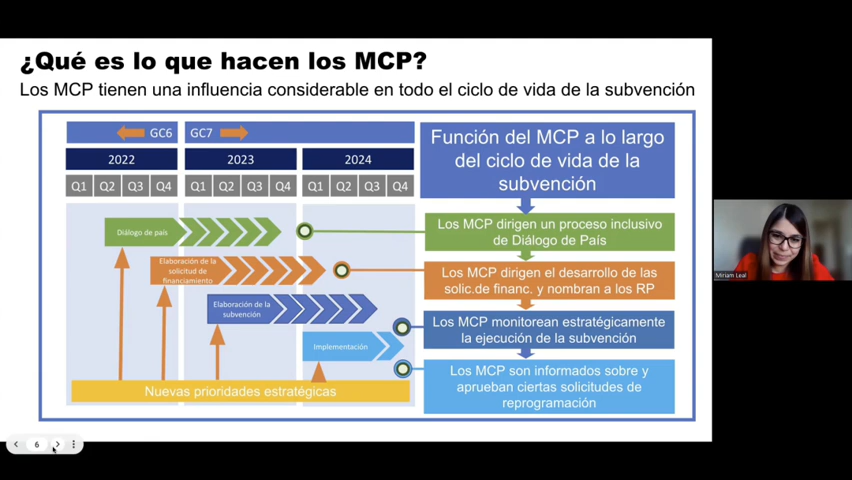 ¿Qué es lo que hacen los MCP?
Los MCP tienen una influencia considerable en todo el ciclo de vida de la subvención
GC6
GC7
2022
2023
2024
Q1 Q2 Q3 Q4
Q1 Q2 Q3 Q4
Q1 Q2 Q3 Q4
Diálogo de país
Elaboración de la
solicitud de
financiamiento
Elaboración de la
subvención
Implementación
Nuevas prioridades estratégicas
Función del MCP a lo largo
del ciclo de vida de la
subvención
Los MCP dirigen un proceso inclusivo
de Diálogo de País
Los MCP dirigen el desarrollo de las
solic.de financ. y nombran a los RP
Los MCP monitorean estratégicamente
la ejecución de la subvención
Los MCP son informados sobre y
aprueban ciertas solicitudes de
reprogramación
Miriam Leal
6